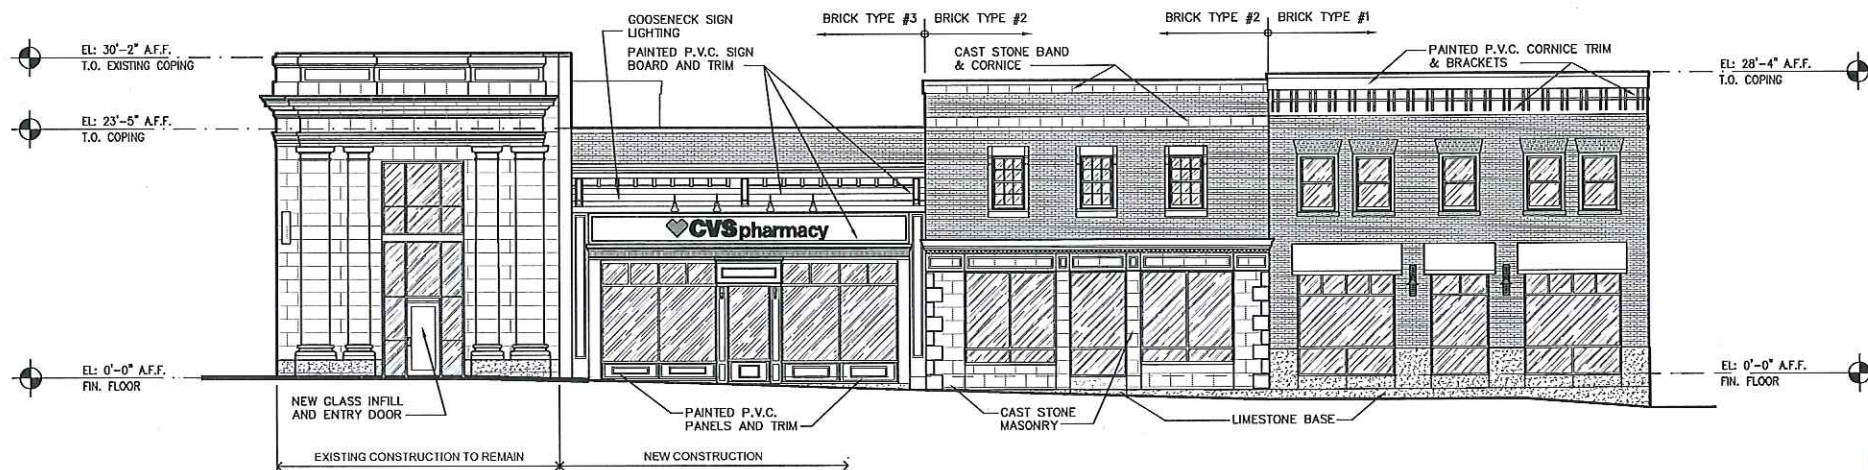 GOOSENECK SIGN
LIGHTING
PAINTED P.V.C. SIGN
BOARD AND TRIM
BRICK TYPE #3
BRICK TYPE #2
BRICK TYPE #2
BRICK TYPE #1
CAST STONE BAND
& CORNICE
PAINTED P.V.C. CORNICE TRIM
& BRACKETS
EL: 30'-2" A.F.F.
T.O. EXISTING COPING
EL: 28'-4" A.F.F.
T.O. COPING
EL: 23'-5" A.F.F.
T.O. COPING
CVS pharmacy
EL: 0'-0" A.F.F.
FIN. FLOOR
EL: 0'-0" A.F.F.
FIN. FLOOR
NEW GLASS INFILL
AND ENTRY DOOR
PAINTED P.V.C.
PANELS AND TRIM
CAST STONE
MASONRY
LIMESTONE BASE
EXISTING CONSTRUCTION TO REMAIN
NEW CONSTRUCTION